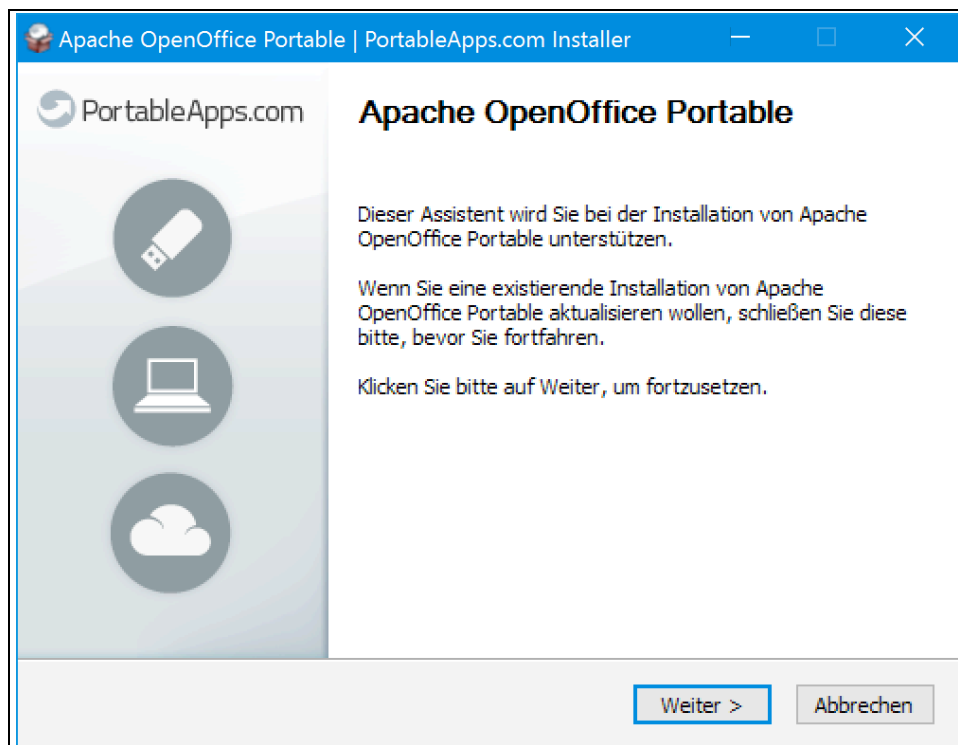 Apache OpenOffice Portable | PortableApps.com Installer
PortableApps.com
Apache OpenOffice Portable
Dieser Assistent wird Sie bei der Installation von Apache
OpenOffice Portable unterstützen.
Wenn Sie eine existierende Installation von Apache
OpenOffice Portable aktualisieren wollen, schließen Sie diese
bitte, bevor Sie fortfahren.
Klicken Sie bitte auf Weiter, um fortzusetzen.
Weiter >
Abbrechen